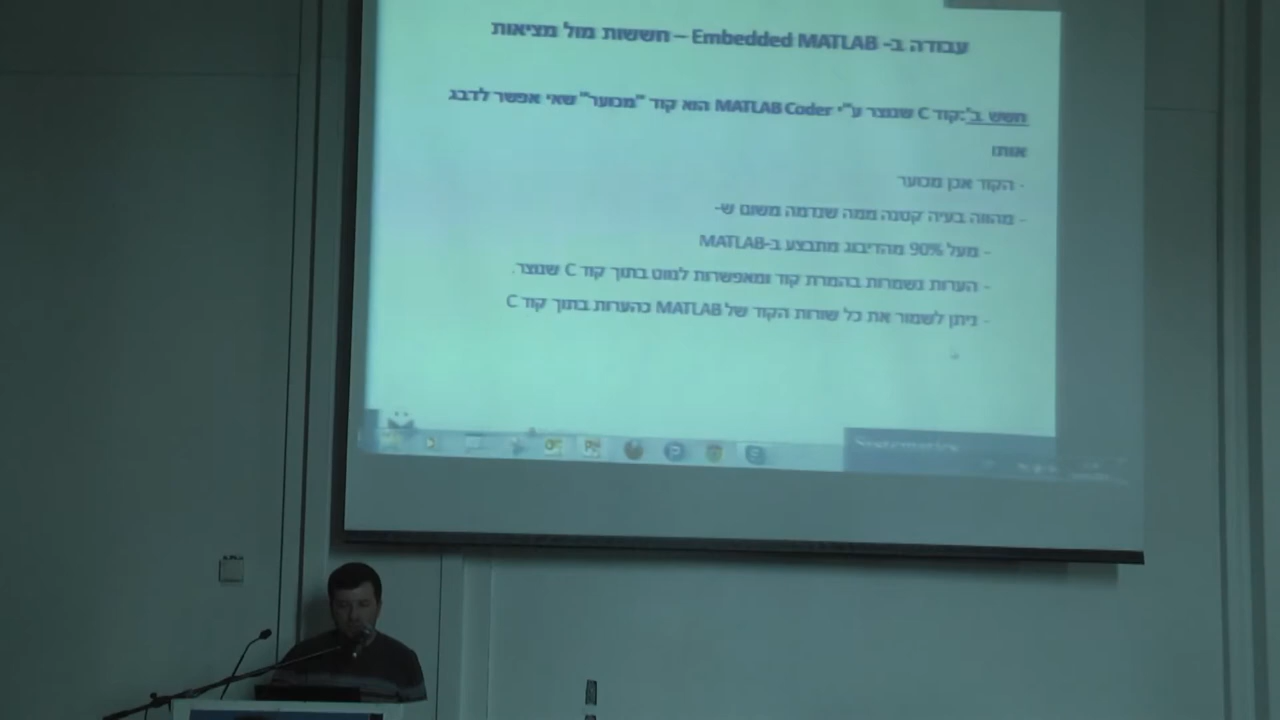 עבודה ב- Embedded MATLAB – חששות מול מציאות
חשש ב': קוד C שנוצר ע"י MATLAB Coder הוא קוד "מכוער" שאי אפשר לדבג
אותו
- הקוד אכן מכוער
- מהווה בעיה קטנה ממה שנדמה משום ש-
- מעל 90% מהדיבוג מתבצע ב-MATLAB
- הערות נשמרות בהמרת קוד ומאפשרות לנווט בתוך קוד C שנוצר.
- ניתן לשמור את כל שורות הקוד של MATLAB כהערות בתוך קוד C